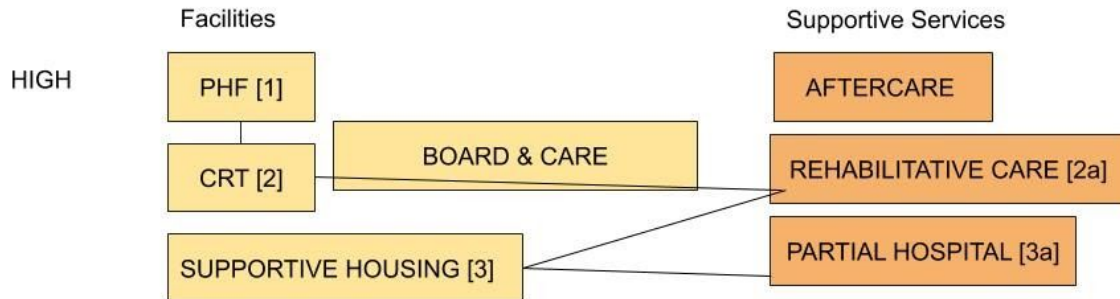 Facilities
Supportive Services
HIGH
PHF [1]
AFTERCARE
BOARD & CARE
CRT [2]
REHABILITATIVE CARE [2a]
SUPPORTIVE HOUSING [3]
PARTIAL HOSPITAL [3a]